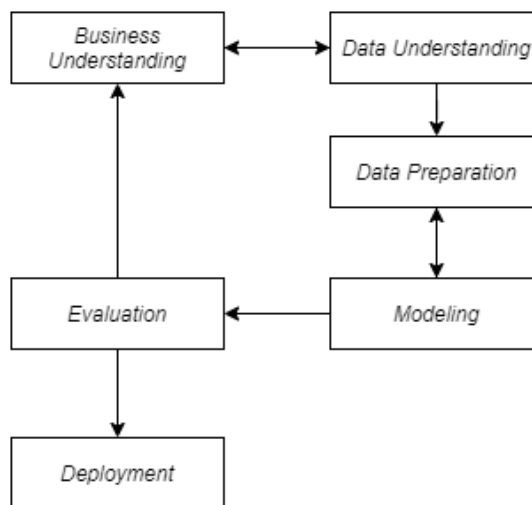 Business
Understanding
Data Understanding
Data Preparation
Evaluation
Modeling
Deployment